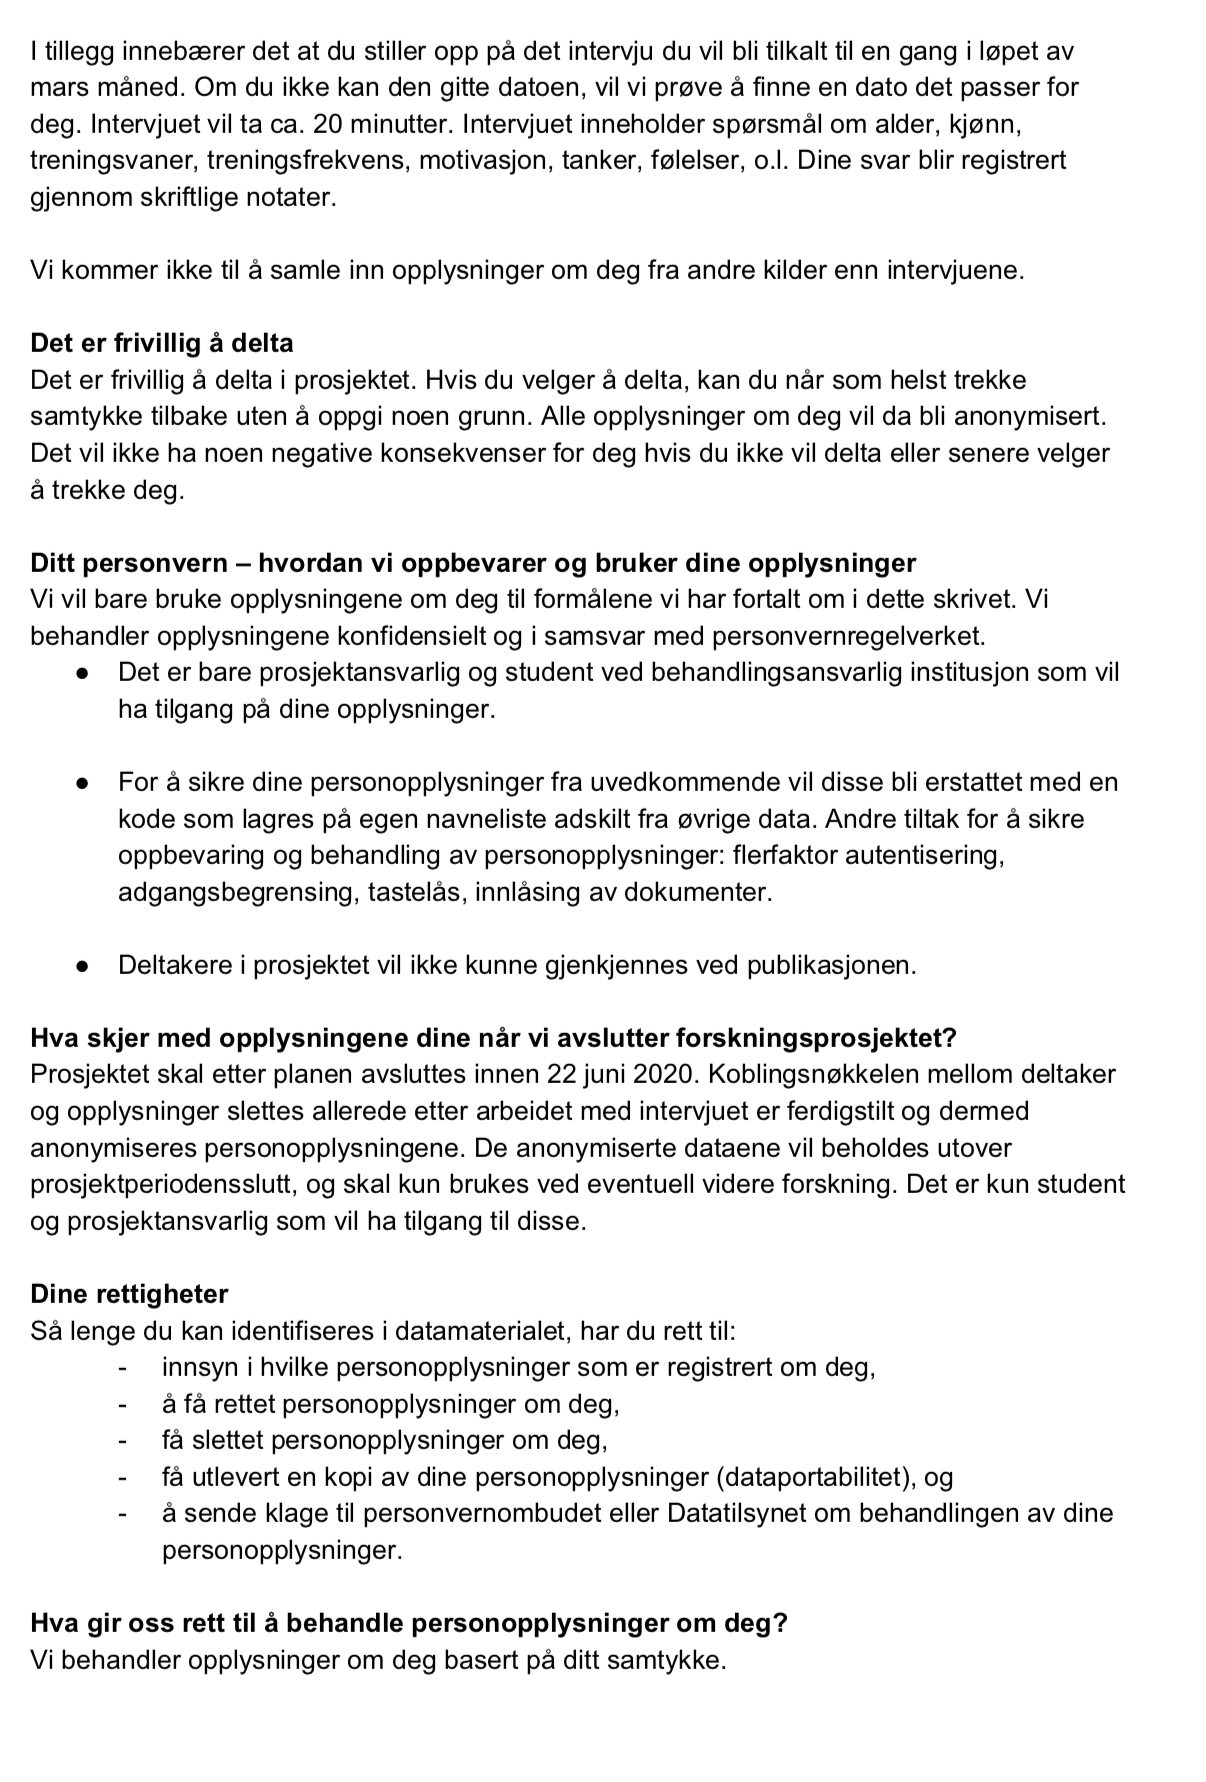 I tillegg innebærer det at du stiller opp på det intervju du vil bli tilkalt til en gang i løpet av
mars måned. Om du ikke kan den gitte datoen, vil vi prøve å finne en dato det passer for
deg. Intervjuet vil ta ca. 20 minutter. Intervjuet inneholder spørsmål om alder, kjønn,
treningsvaner, treningsfrekvens, motivasjon, tanker, følelser, o.l. Dine svar blir registrert
gjennom skriftlige notater.
Vi kommer ikke til å samle inn opplysninger om deg fra andre kilder enn intervjuene.
Det er frivillig å delta
Det er frivillig å delta i prosjektet. Hvis du velger å delta, kan du når som helst trekke
samtykke tilbake uten å oppgi noen grunn. Alle opplysninger om deg vil da bli anonymisert.
Det vil ikke ha noen negative konsekvenser for deg hvis du ikke vil delta eller senere velger
å trekke deg.
Ditt personvern – hvordan vi oppbevarer og bruker dine opplysninger
Vi vil bare bruke opplysningene om deg til formålene vi har fortalt om i dette skrivet. Vi
behandler opplysningene konfidensielt og i samsvar med personvernregelverket.
● Det er bare prosjektansvarlig og student ved behandlingsansvarlig institusjon som vil
ha tilgang på dine opplysninger.
● For å sikre dine personopplysninger fra uvedkommende vil disse bli erstattet med en
kode som lagres på egen navneliste adskilt fra øvrige data. Andre tiltak for å sikre
oppbevaring og behandling av personopplysninger: flerfaktor autentisering,
adgangsbegrensing, tastelås, innlåsing av dokumenter.
● Deltakere i prosjektet vil ikke kunne gjenkjennes ved publikasjonen.
Hva skjer med opplysningene dine når vi avslutter forskningsprosjektet?
Prosjektet skal etter planen avsluttes innen 22 juni 2020. Koblingsnøkkelen mellom deltaker
og opplysninger slettes allerede etter arbeidet med intervjuet er ferdigstilt og dermed
anonymiseres personopplysningene. De anonymiserte dataene vil beholdes utover
prosjektperiodensslutt, og skal kun brukes ved eventuell videre forskning. Det er kun student
og prosjektansvarlig som vil ha tilgang til disse.
Dine rettigheter
Så lenge du kan identifiseres i datamaterialet, har du rett til:
- innsyn i hvilke personopplysninger som er registrert om deg,
- å få rettet personopplysninger om deg,
- få slettet personopplysninger om deg,
- få utlevert en kopi av dine personopplysninger (dataportabilitet), og
- å sende klage til personvernombudet eller Datatilsynet om behandlingen av dine
personopplysninger.
Hva gir oss rett til å behandle personopplysninger om deg?
Vi behandler opplysninger om deg basert på ditt samtykke.